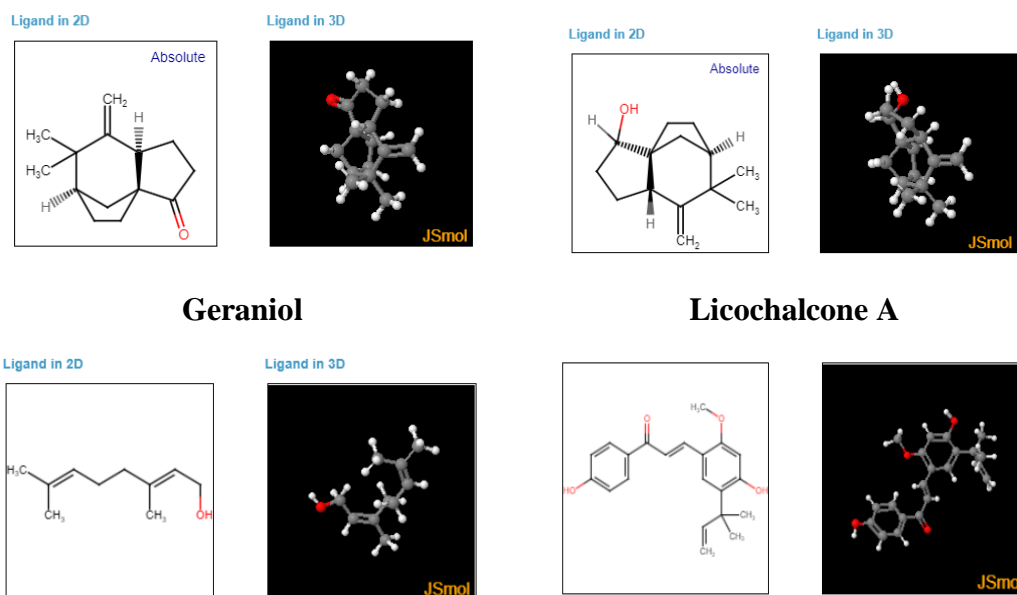 Ligand in 2D
Ligand in 3D
Absolute
CH₂
H
H₃C
H₃C
H
O
JSmol
Ligand in 2D
Ligand in 3D
Absolute
OH
H
H
CH₃
CH₃
H
CH₂
JSmol
Geraniol
Licochalcone A
Ligand in 2D
Ligand in 3D
H₃C
CH₃
CH₃
OH
JSmol
H₃C
O
O
HO
OH
CH₃
CH₃
CH₂
JSmo